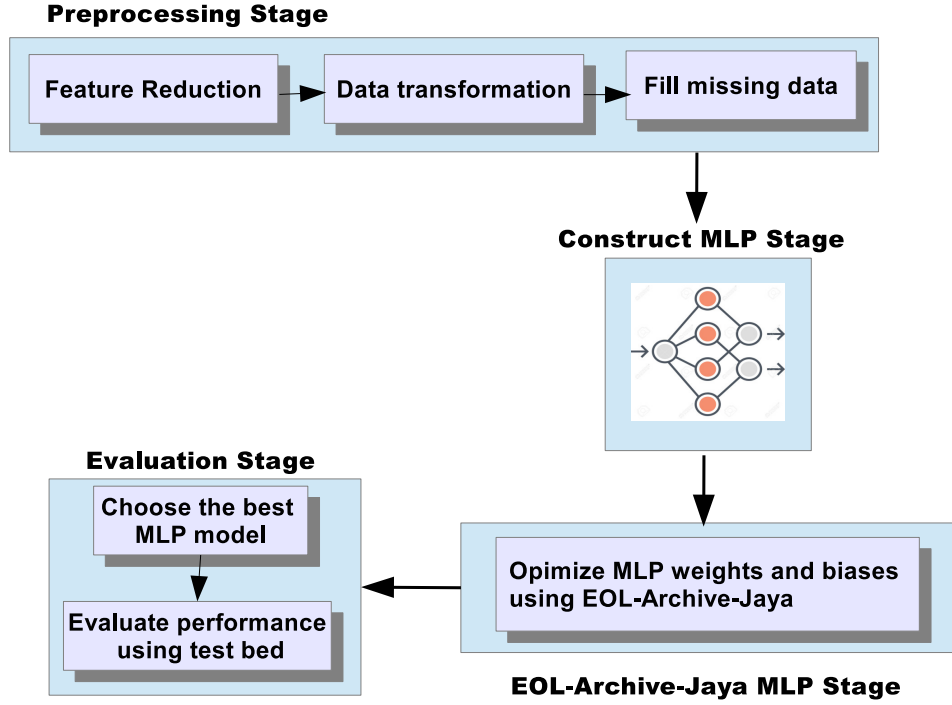 Preprocessing Stage
Feature Reduction
Data transformation
Fill missing data
Construct MLP Stage
Evaluation Stage
Choose the best
MLP model
Evaluate performance
using test bed
Opimize MLP weights and biases
using EOL-Archive-Jaya
EOL-Archive-Jaya MLP Stage